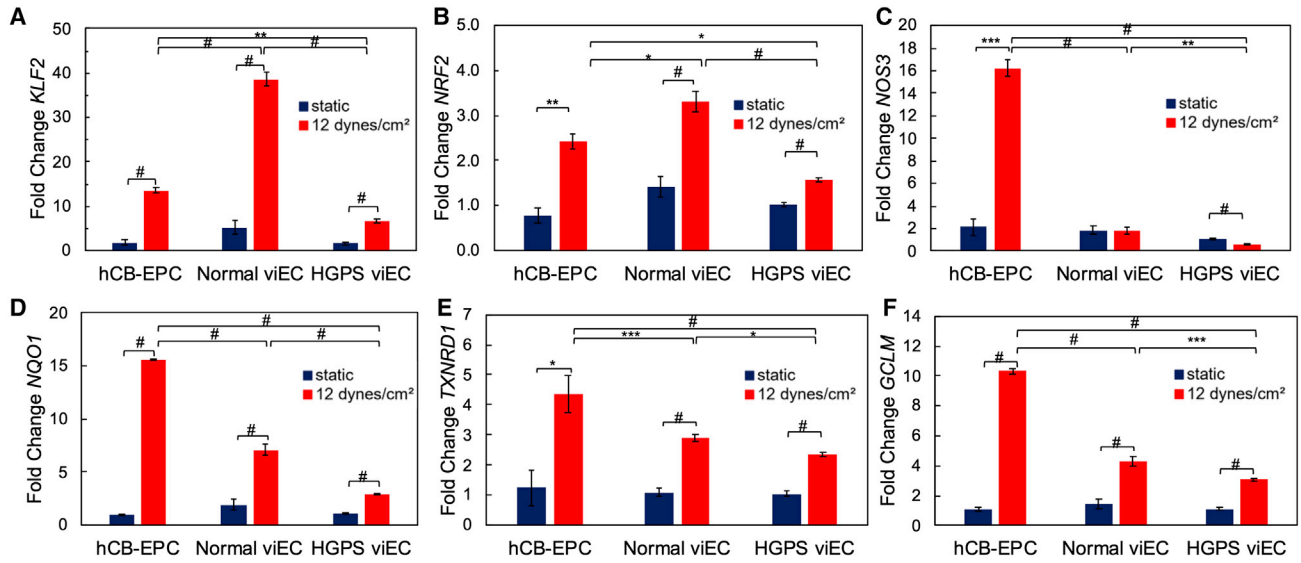 A
Fold Change KLF2
50
40
30
20
10
0
**
# #
#
#
#
static
12 dynes/cm²
hCB-EPC Normal viEC HGPS viEC
B
Fold Change NRF2
5.0
4.0
3.0
2.0
1.0
0.0
*
* #
**
#
#
static
12 dynes/cm²
hCB-EPC Normal viEC HGPS viEC
C
Fold Change NOS3
20
18
16
14
12
10
8
6
4
2
0
#
*** # **
#
static
12 dynes/cm²
hCB-EPC Normal viEC HGPS viEC
D
Fold Change NQO1
20
15
10
5
0
#
# #
#
#
#
static
12 dynes/cm²
hCB-EPC Normal viEC HGPS viEC
E
Fold Change TXNRD1
7
6
5
4
3
2
1
0
#
*** *
*
#
#
static
12 dynes/cm²
hCB-EPC Normal viEC HGPS viEC
F
Fold Change GCLM
14
12
10
8
6
4
2
0
#
# ***
#
#
#
static
12 dynes/cm²
hCB-EPC Normal viEC HGPS viEC